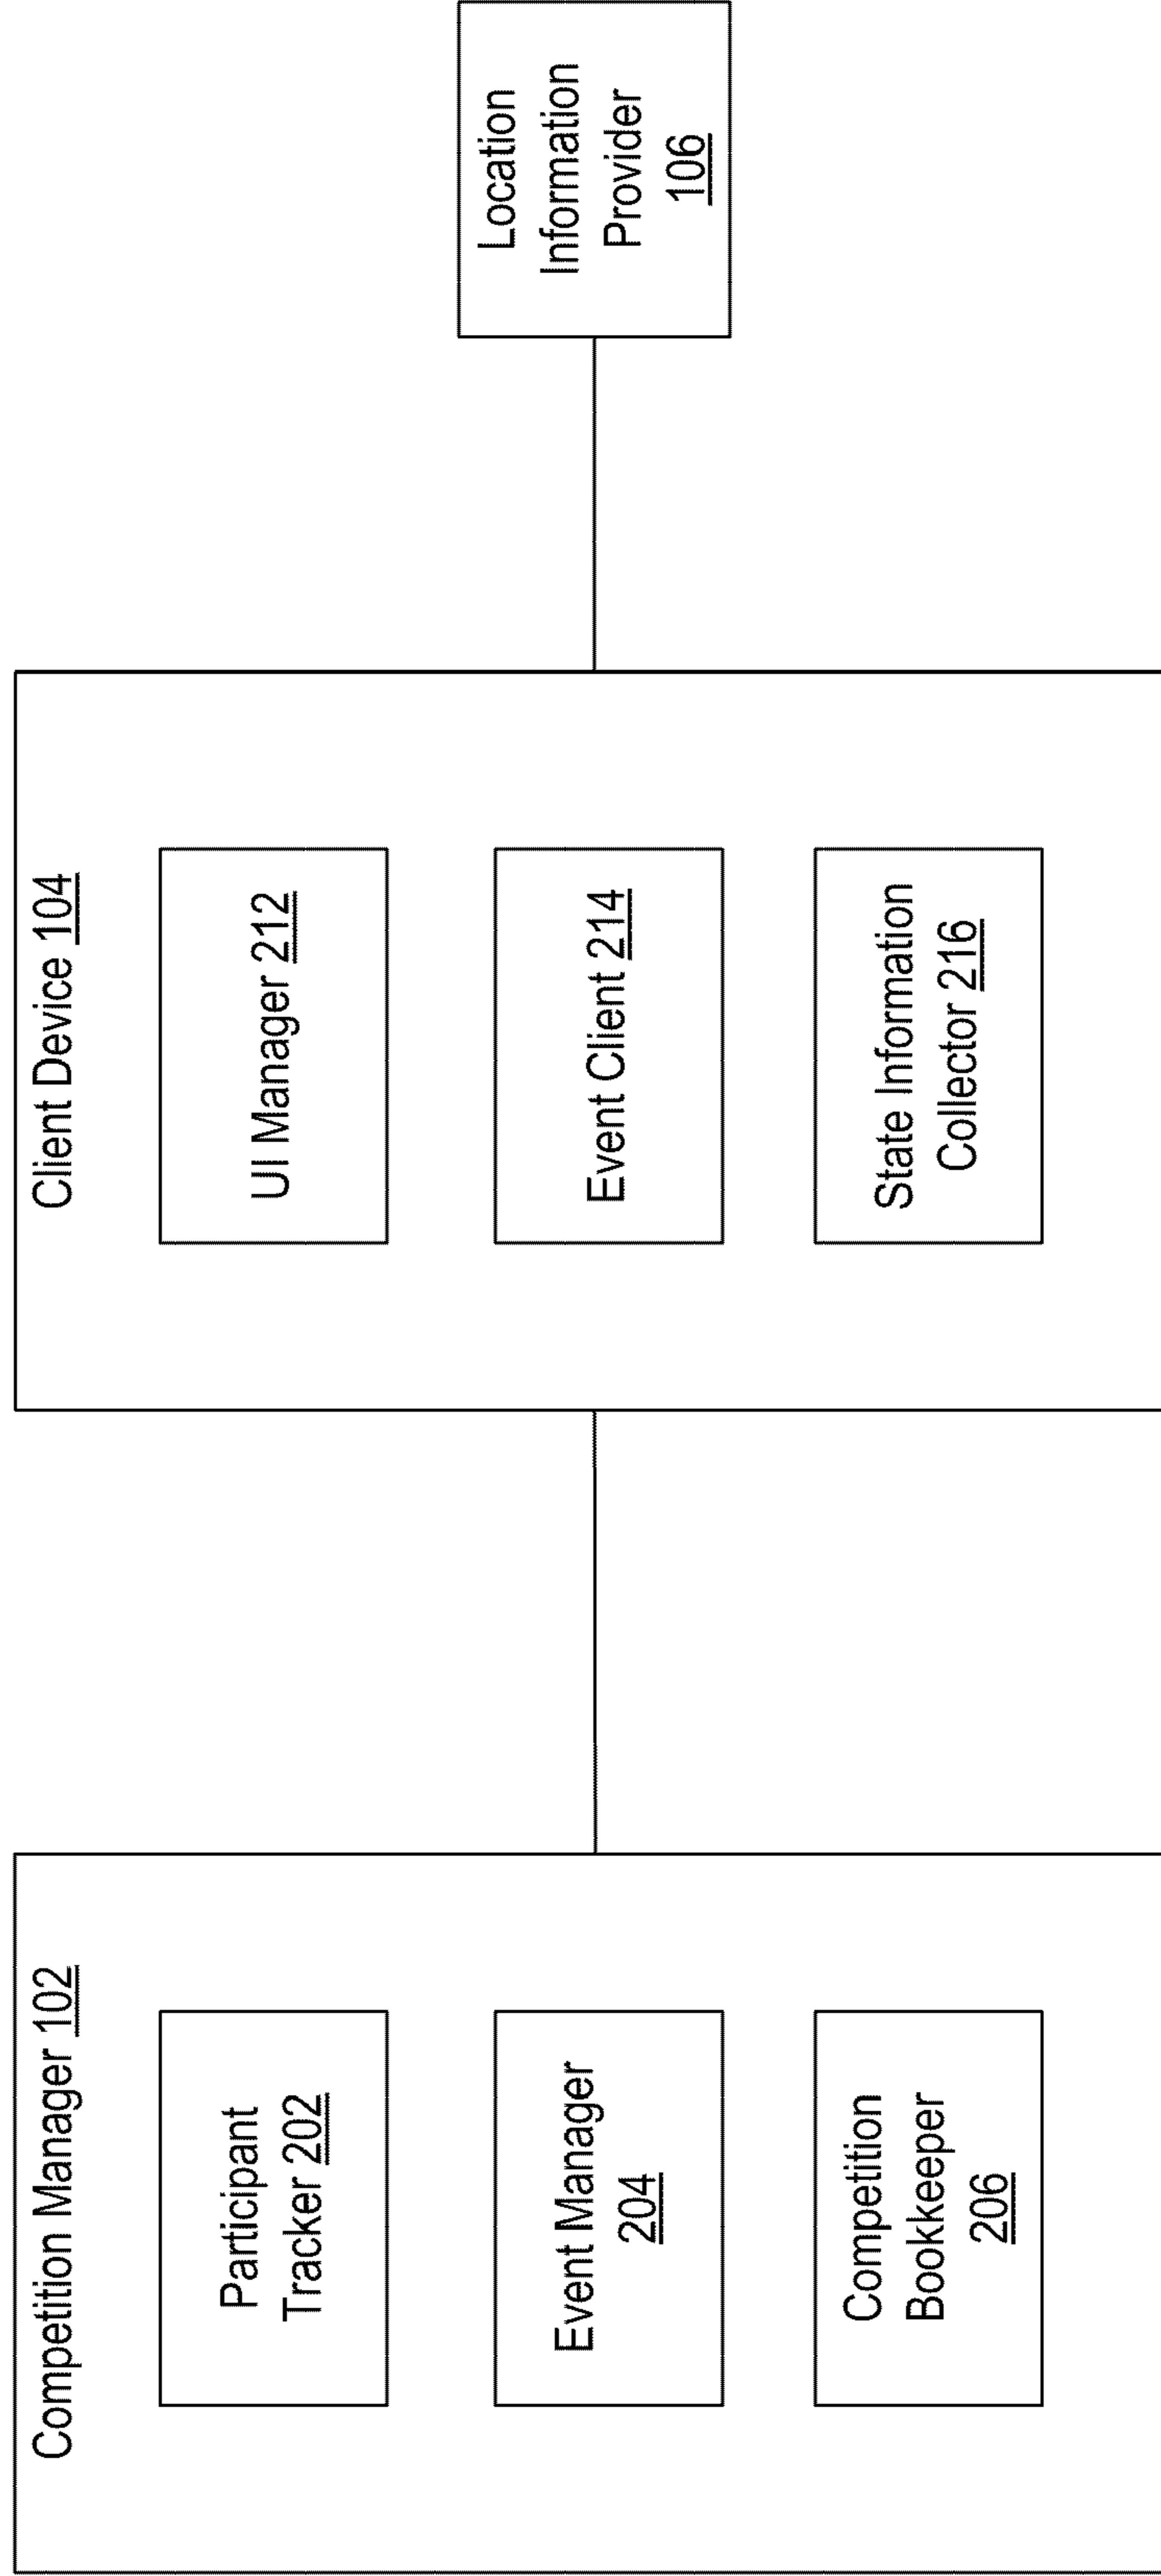 Competition Manager 102
Participant
Tracker 202
Event Manager
204
Competition
Bookkeeper
206
Client Device 104
UI Manager 212
Event Client 214
State Information
Collector 216
Location
Information
Provider
106